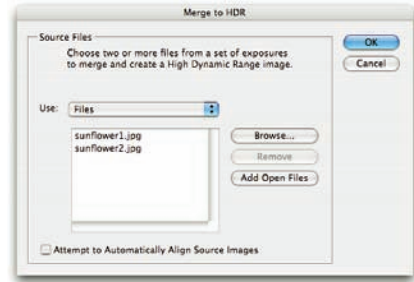 Merge to HDR
Source Files
Choose two or more files from a set of exposures
to merge and create a High Dynamic Range image.
OK
Cancel
Use: Files
sunflower1.jpg
sunflower2.jpg
Browse...
Remove
Add Open Files
Attempt to Automatically Align Source Images